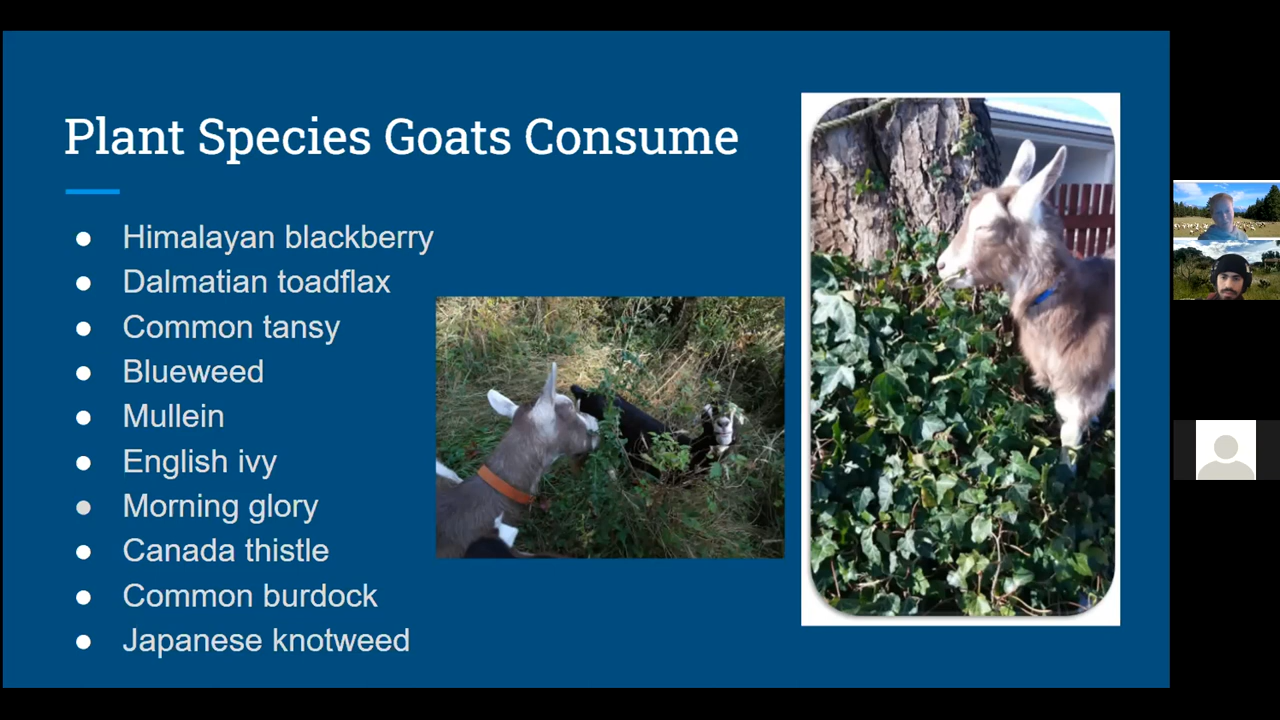 Plant Species Goats Consume
Himalayan blackberry
Dalmatian toadflax
Common tansy
Blueweed
Mullein
English ivy
Morning glory
Canada thistle
Common burdock
Japanese knotweed